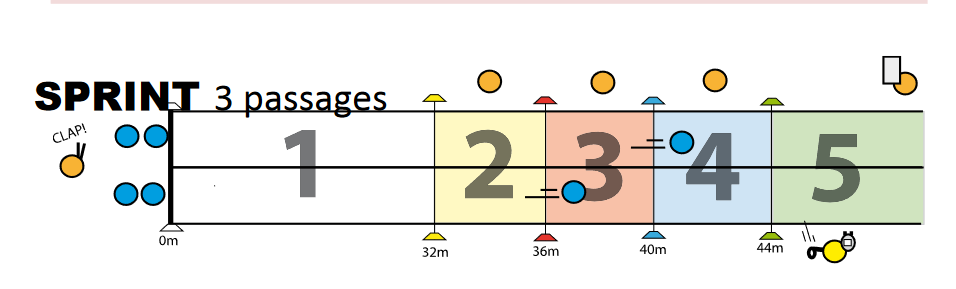 SPRINT 3 passages
CLAP!
1 2 3 4 5
0m 32m 36m 40m 44m